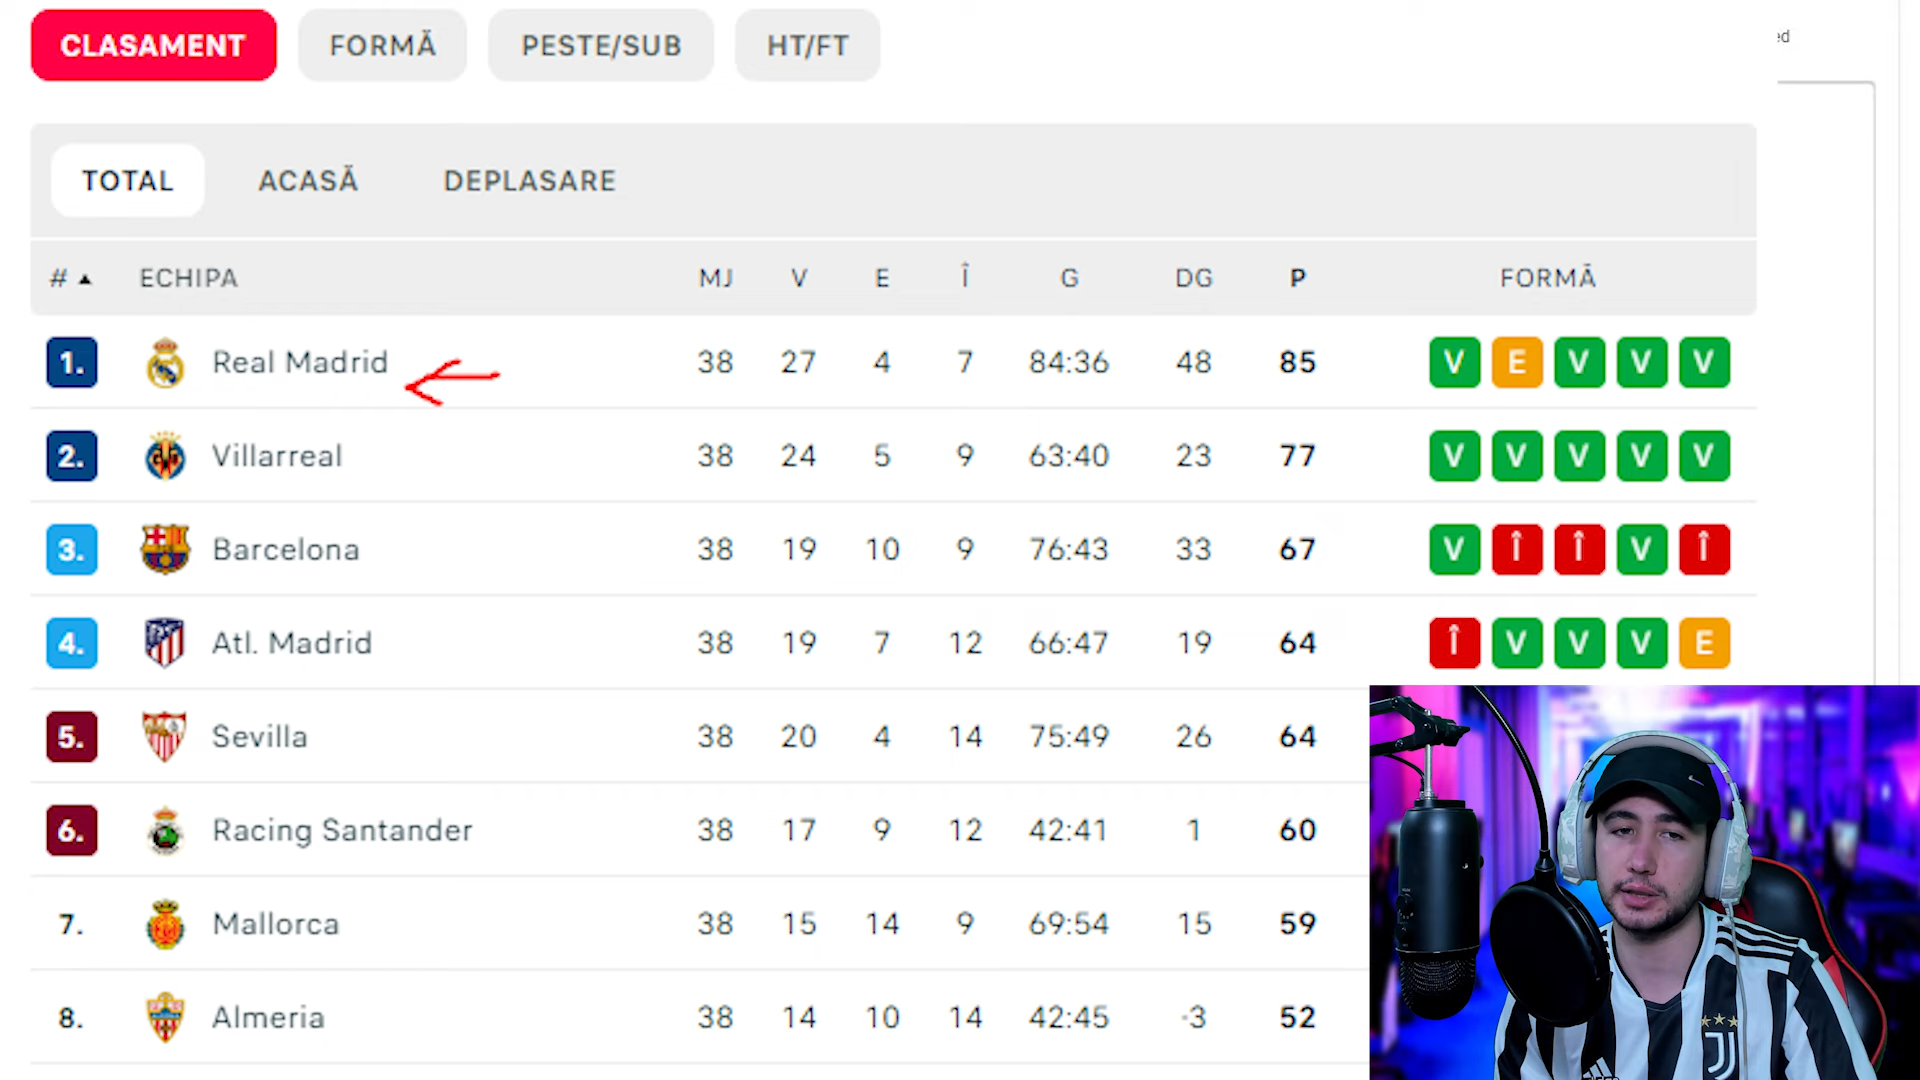 CLASAMENT FORMĂ PESTE/SUB HT/FT
ed
TOTAL ACASĂ DEPLASARE
# ▲ ECHIPA MJ V E Î G DG P FORMĂ
1. Real Madrid 38 27 4 7 84:36 48 85 V E V V V
2. Villarreal 38 24 5 9 63:40 23 77 V V V V V
3. Barcelona 38 19 10 9 76:43 33 67 V Î Î V Î
4. Atl. Madrid 38 19 7 12 66:47 19 64 Î V V V E
5. Sevilla 38 20 4 14 75:49 26 64
6. Racing Santander 38 17 9 12 42:41 1 60
7. Mallorca 38 15 14 9 69:54 15 59
8. Almeria 38 14 10 14 42:45 -3 52